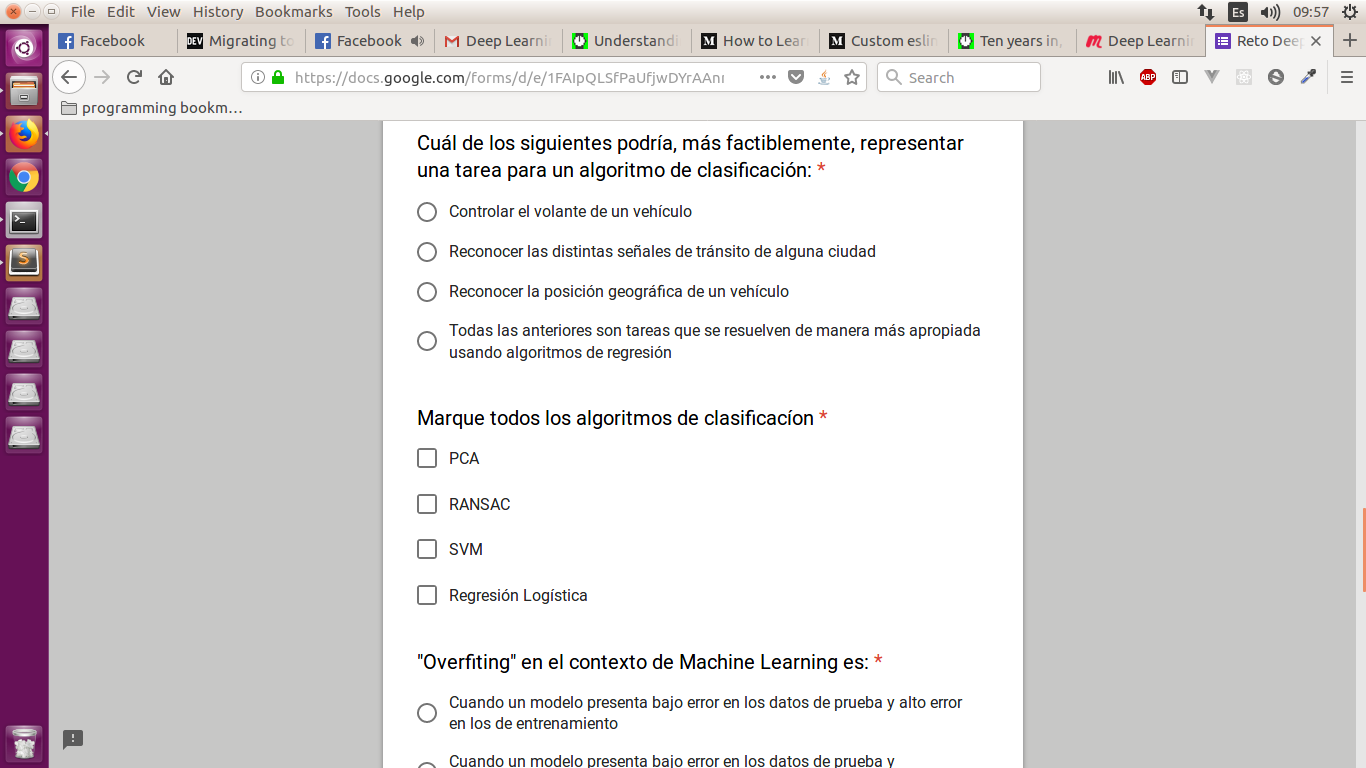 File Edit View History Bookmarks Tools Help
Es
09:57
Facebook
DEV Migrating to
Facebook
Deep Learnin
Understandi
How to Lear
Custom eslin
Ten years in,
Deep Learnin
Reto Deep
https://docs.google.com/forms/d/e/1FAIpQLSfPaUfjwDYrAAnr
Search
ABP
programming bookm...
Cuál de los siguientes podría, más factiblemente, representar
una tarea para un algoritmo de clasificación: *
Controlar el volante de un vehículo
Reconocer las distintas señales de tránsito de alguna ciudad
Reconocer la posición geográfica de un vehículo
Todas las anteriores son tareas que se resuelven de manera más apropiada
usando algoritmos de regresión
Marque todos los algoritmos de clasificacíon *
PCA
RANSAC
SVM
Regresión Logística
"Overfiting" en el contexto de Machine Learning es: *
Cuando un modelo presenta bajo error en los datos de prueba y alto error
en los de entrenamiento
Cuando un modelo presenta bajo error en los datos de prueba y